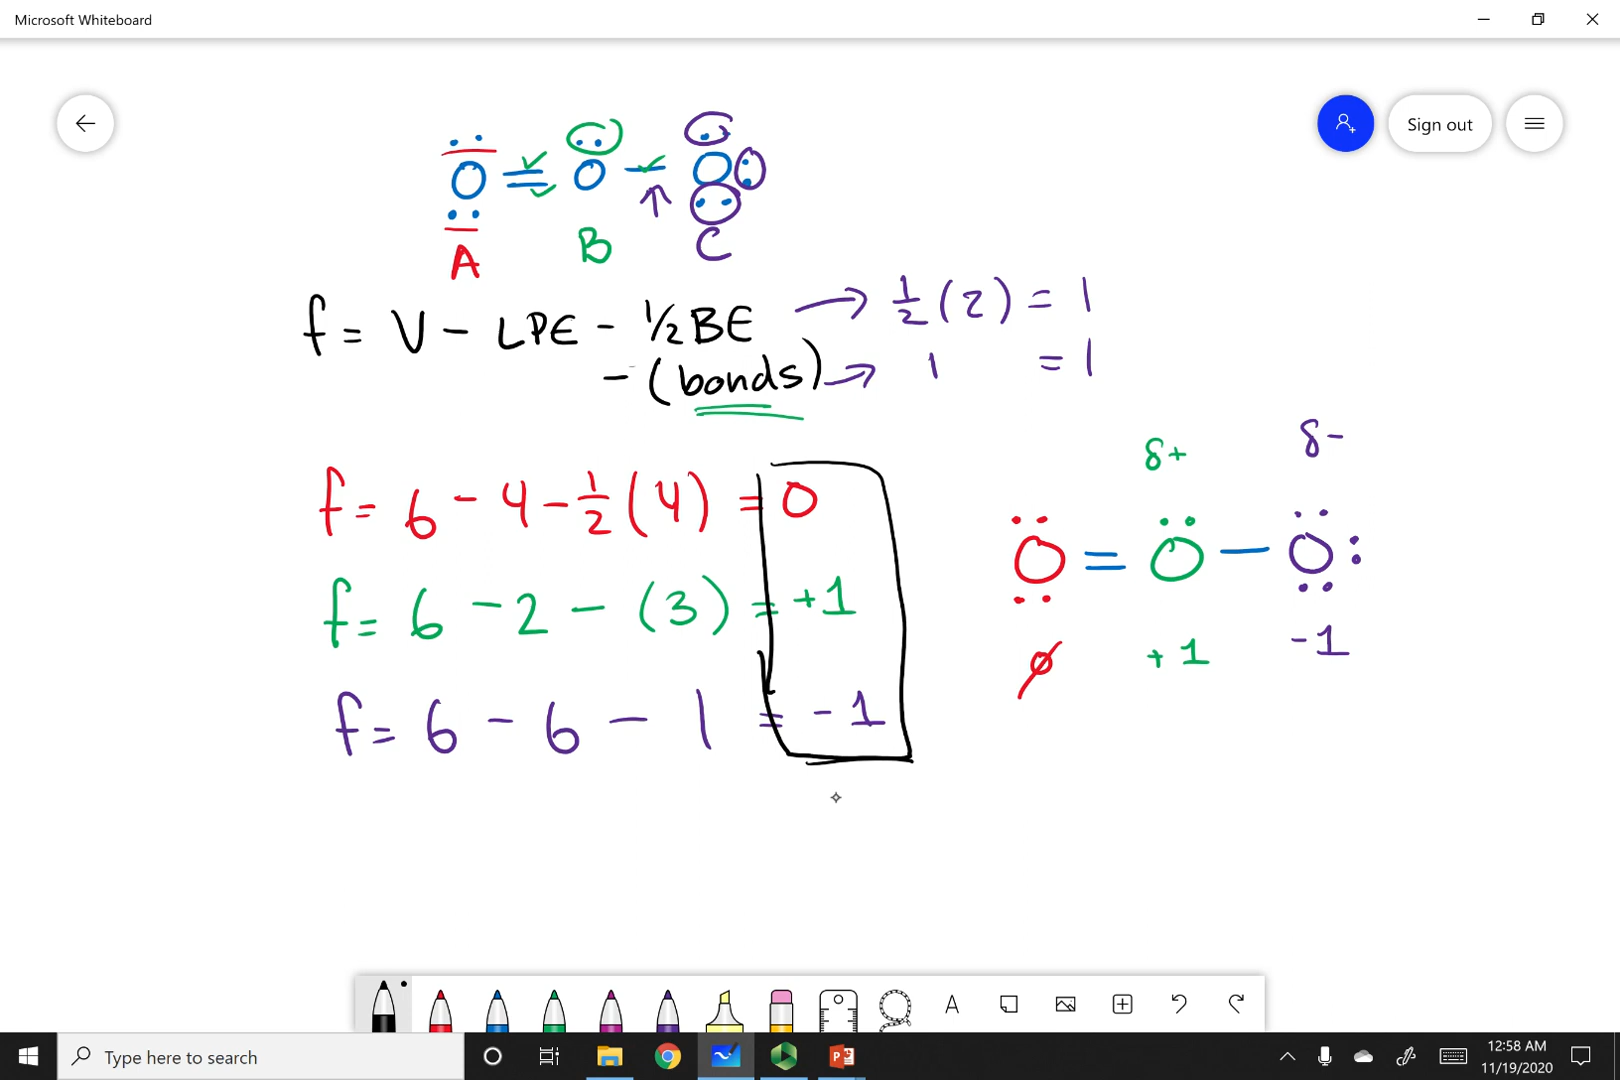 Microsoft Whiteboard
Sign out
O = O - O
A B C
f = V - LPE - 1/2 BE → 1/2 (2) = 1
- (bonds) → 1 = 1
f = 6 - 4 - 1/2 (4) = 0
f = 6 - 2 - (3) = +1
f = 6 - 6 - 1 = -1
δ+ δ-
O = O - O
∅ +1 -1
A
Type here to search
12:58 AM
11/19/2020